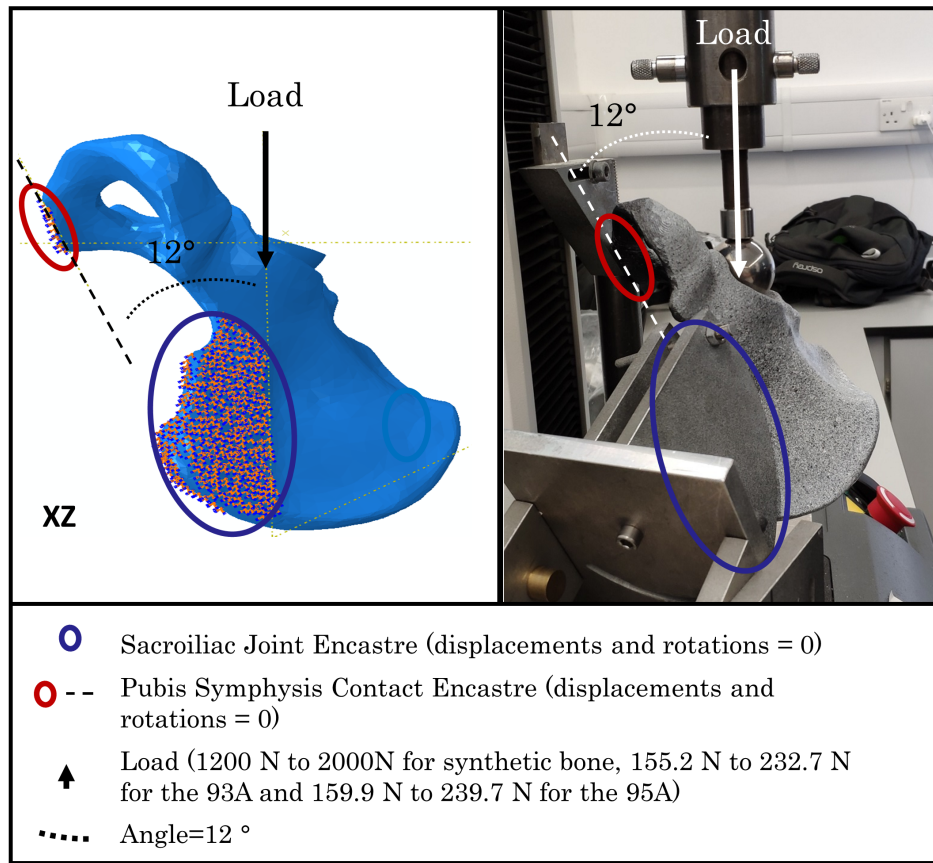 Load
12°
XZ
Load
12°
osprey
Sacroiliac Joint Encastre (displacements and rotations = 0)
Pubis Symphysis Contact Encastre (displacements and
rotations = 0)
Load (1200 N to 2000N for synthetic bone, 155.2 N to 232.7 N
for the 93A and 159.9 N to 239.7 N for the 95A)
Angle=12 °